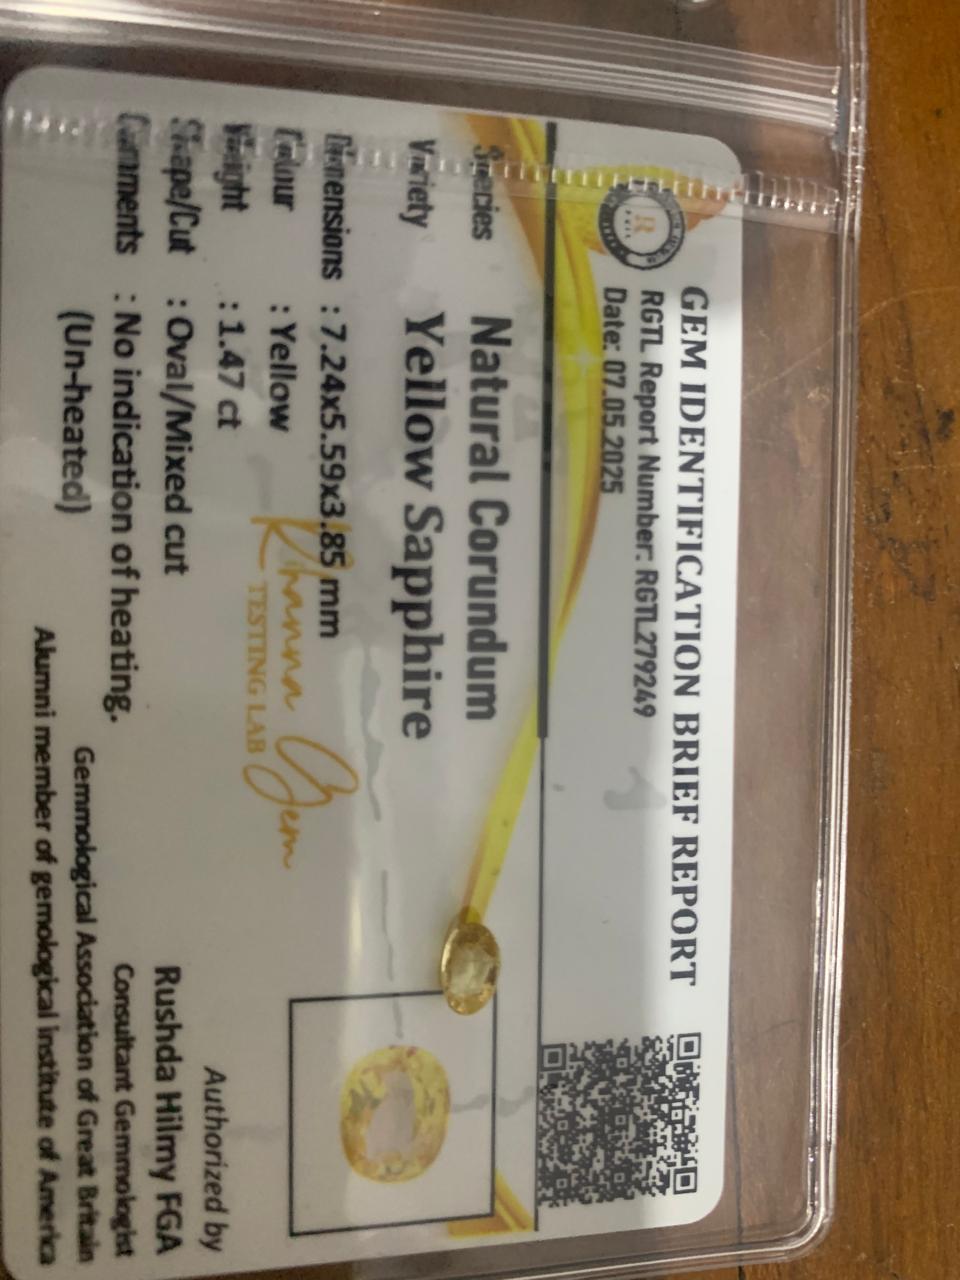 GEM IDENTIFICATION BRIEF REPORT
RGTL Report Number: RGTL279249
Date: 07.05.2025
Species Natural Corundum
Variety Yellow Sapphire
Dimensions : 7.24x5.59x3.85 mm
Colour : Yellow
Weight : 1.47 ct
Shape/Cut : Oval/Mixed cut
Comments : No indication of heating.
(Un-heated)
Rihanna Gem
TESTING LAB
Authorized by
Rushda Hilmy FGA
Consultant Gemmologist
Gemmological Association of Great Britain
Alumni member of gemological institute of America